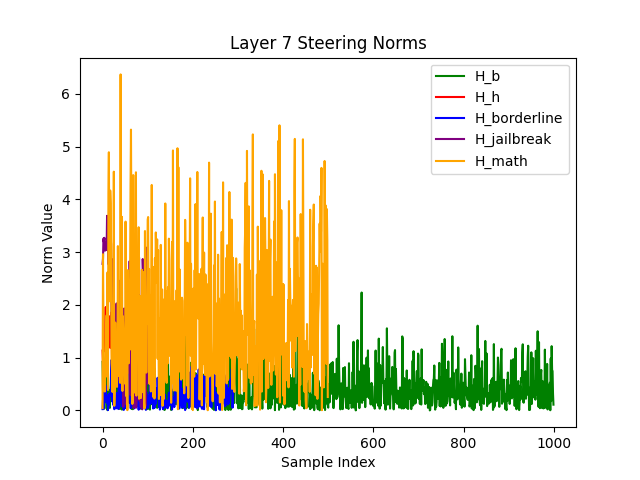 Layer 7 Steering Norms
H_b
H_h
H_borderline
H_jailbreak
H_math
Norm Value
6
5
4
3
2
1
0
0 200 400 600 800 1000
Sample Index